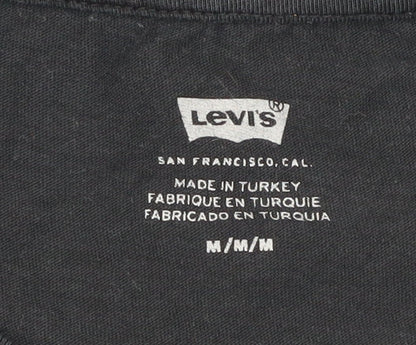 Levi's®
SAN FRANCISCO, CAL.
MADE IN TURKEY
FABRIQUE EN TURQUIE
FABRICADO EN TURQUIA
M/M/M